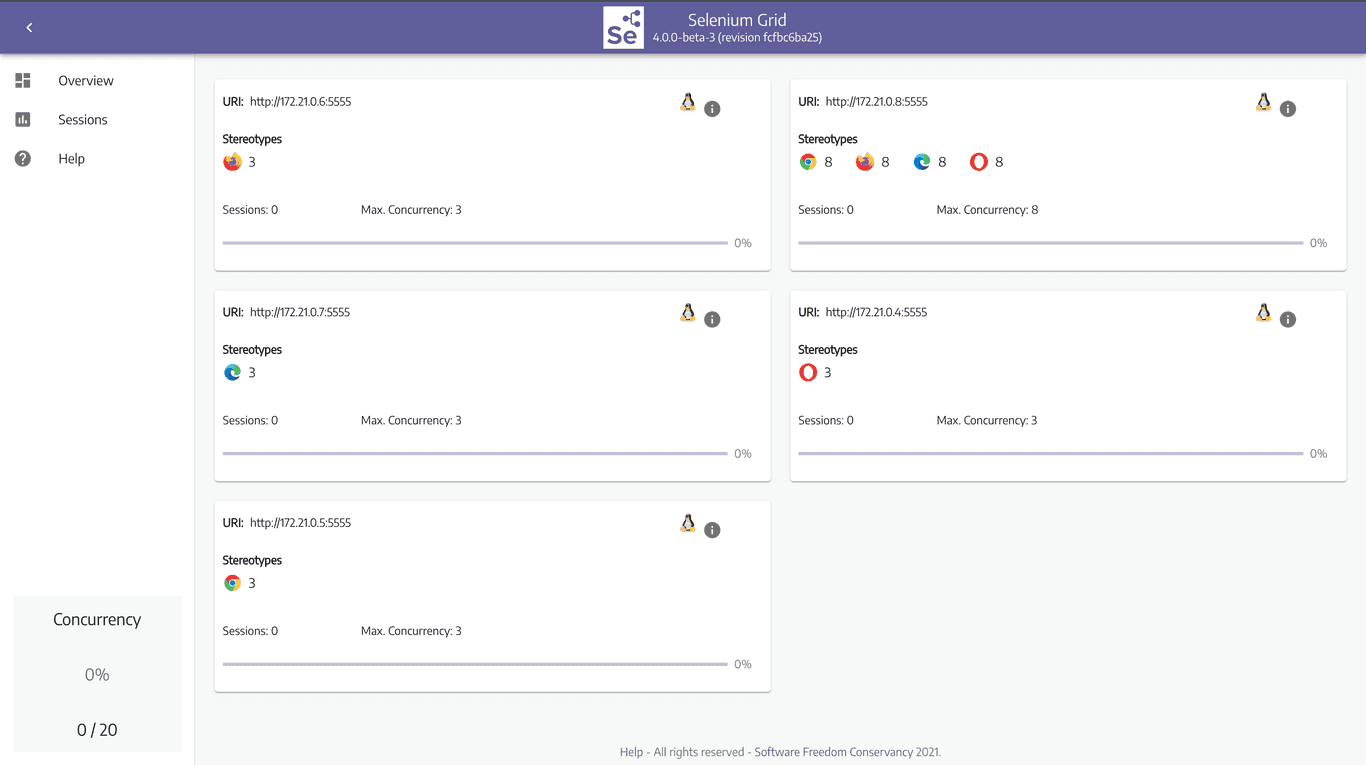 Se
Selenium Grid
4.0.0-beta-3 (revision fcfbc6ba25)
Overview
Sessions
Help
URI: http://172.21.0.6:5555
Stereotypes
3
Sessions: 0 Max. Concurrency: 3
0%
URI: http://172.21.0.8:5555
Stereotypes
8 8 8 8
Sessions: 0 Max. Concurrency: 8
0%
URI: http://172.21.0.7:5555
Stereotypes
3
Sessions: 0 Max. Concurrency: 3
0%
URI: http://172.21.0.4:5555
Stereotypes
3
Sessions: 0 Max. Concurrency: 3
0%
URI: http://172.21.0.5:5555
Stereotypes
3
Sessions: 0 Max. Concurrency: 3
0%
Concurrency
0%
0 / 20
Help - All rights reserved - Software Freedom Conservancy 2021.